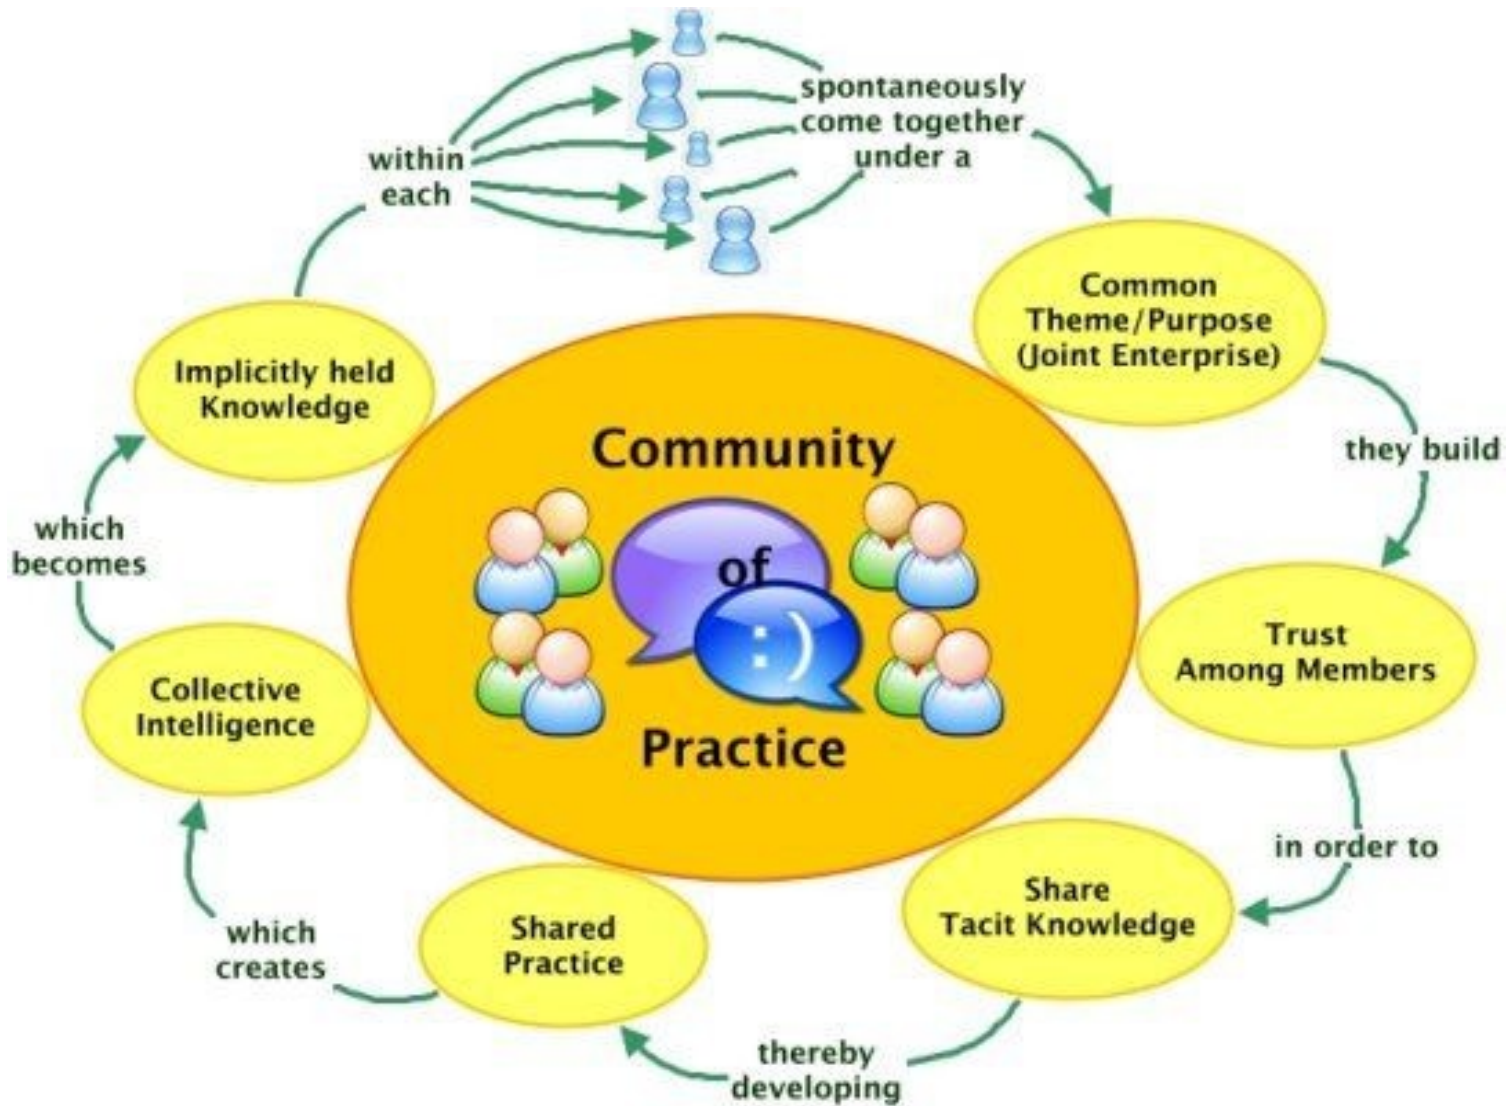 within
each
spontaneously
come together
under a
Common
Theme/Purpose
(Joint Enterprise)
they build
Trust
Among Members
in order to
Share
Tacit Knowledge
thereby
developing
Shared
Practice
which
creates
Collective
Intelligence
which
becomes
Implicitly held
Knowledge
Community
of
:)
Practice